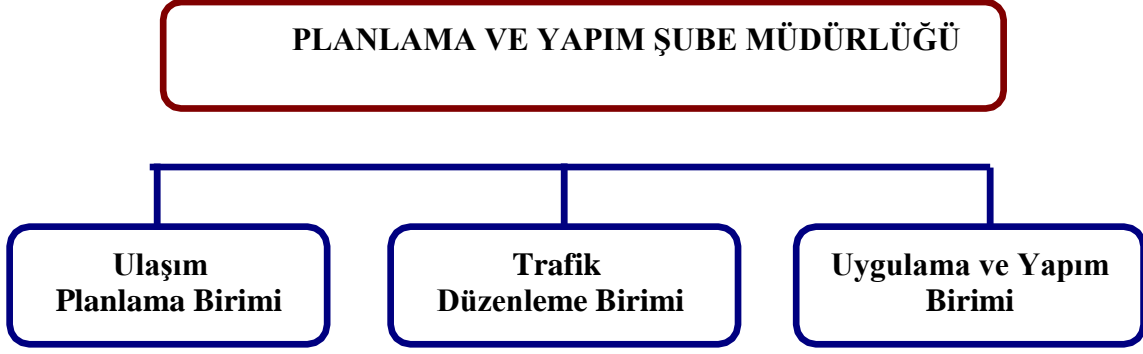 PLANLAMA VE YAPIM ŞUBE MÜDÜRLÜĞÜ
Ulaşım
Planlama Birimi
Trafik
Düzenleme Birimi
Uygulama ve Yapım
Birimi